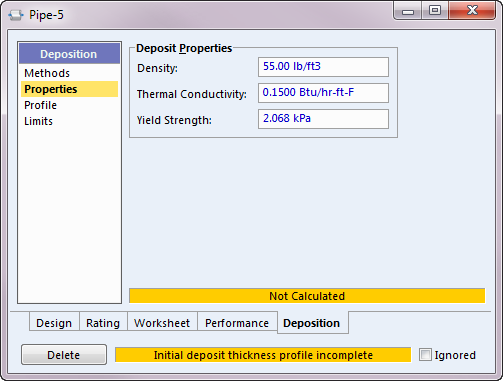 Pipe-5
Deposition
Methods
Properties
Profile
Limits
Deposit Properties
Density: 55.00 lb/ft3
Thermal Conductivity: 0.1500 Btu/hr-ft-F
Yield Strength: 2.068 kPa
Not Calculated
Design Rating Worksheet Performance Deposition
Delete Initial deposit thickness profile incomplete Ignored